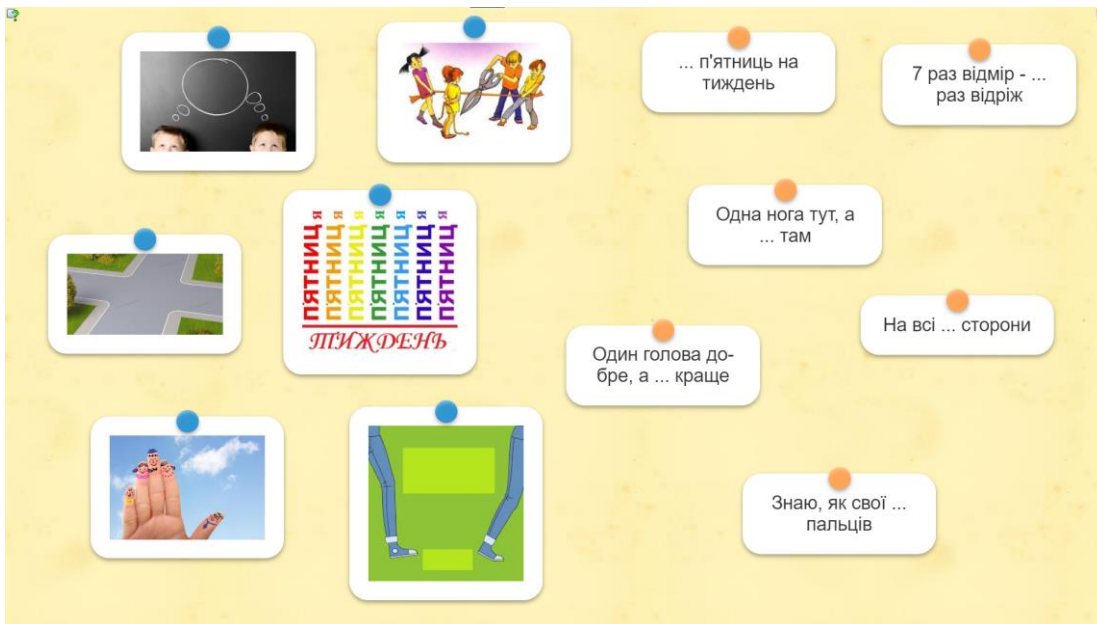 П'ЯТНИЦЯ
П'ЯТНИЦЯ
П'ЯТНИЦЯ
П'ЯТНИЦЯ
П'ЯТНИЦЯ
П'ЯТНИЦЯ
П'ЯТНИЦЯ
ТИЖДЕНЬ
... п'ятниць на
тиждень
7 раз відмір - ...
раз відріж
Одна нога тут, а
... там
На всі ... сторони
Один голова до-
бре, а ... краще
Знаю, як свої ...
пальців